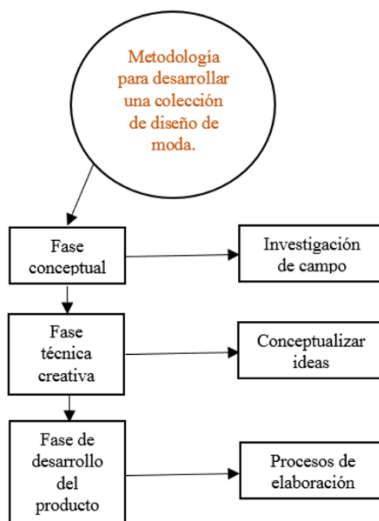 Metodología
para desarrollar
una colección
de diseño de
moda.
Fase
conceptual
Investigación
de campo
Fase
técnica
creativa
Conceptualizar
ideas
Fase de
desarrollo
del
producto
Procesos de
elaboración